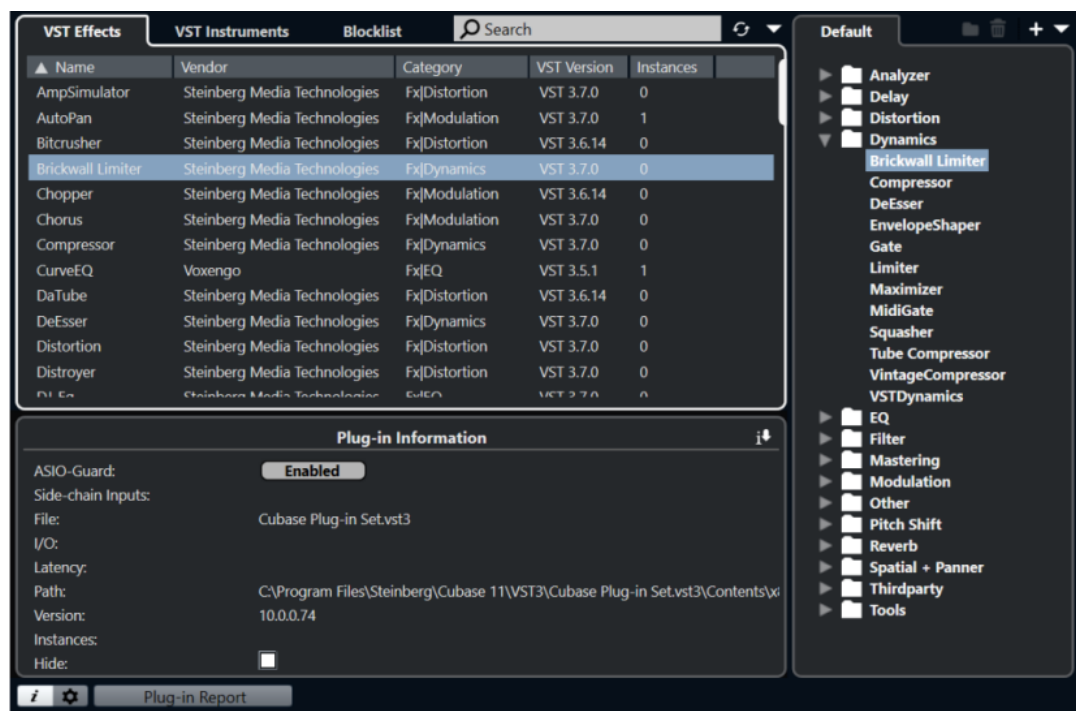 VST Effects VST Instruments Blocklist Search
Name Vendor Category VST Version Instances
AmpSimulator Steinberg Media Technologies Fx|Distortion VST 3.7.0 0
AutoPan Steinberg Media Technologies Fx|Modulation VST 3.7.0 1
Bitcrusher Steinberg Media Technologies Fx|Distortion VST 3.6.14 0
Brickwall Limiter Steinberg Media Technologies Fx|Dynamics VST 3.7.0 0
Chopper Steinberg Media Technologies Fx|Modulation VST 3.6.14 0
Chorus Steinberg Media Technologies Fx|Modulation VST 3.7.0 0
Compressor Steinberg Media Technologies Fx|Dynamics VST 3.7.0 0
CurveEQ Voxengo Fx|EQ VST 3.5.1 1
DaTube Steinberg Media Technologies Fx|Distortion VST 3.6.14 0
DeEsser Steinberg Media Technologies Fx|Dynamics VST 3.7.0 0
Distortion Steinberg Media Technologies Fx|Distortion VST 3.7.0 0
Distroyer Steinberg Media Technologies Fx|Distortion VST 3.7.0 0
Plug-in Information
ASIO-Guard: Enabled
Side-chain Inputs:
File: Cubase Plug-in Set.vst3
I/O:
Latency:
Path: C:\Program Files\Steinberg\Cubase 11\VST3\Cubase Plug-in Set.vst3\Contents\x
Version: 10.0.0.74
Instances:
Hide:
i Plug-in Report
Default
Analyzer
Delay
Distortion
Dynamics
Brickwall Limiter
Compressor
DeEsser
EnvelopeShaper
Gate
Limiter
Maximizer
MidiGate
Squasher
Tube Compressor
VintageCompressor
VSTDynamics
EQ
Filter
Mastering
Modulation
Other
Pitch Shift
Reverb
Spatial + Panner
Thirdparty
Tools